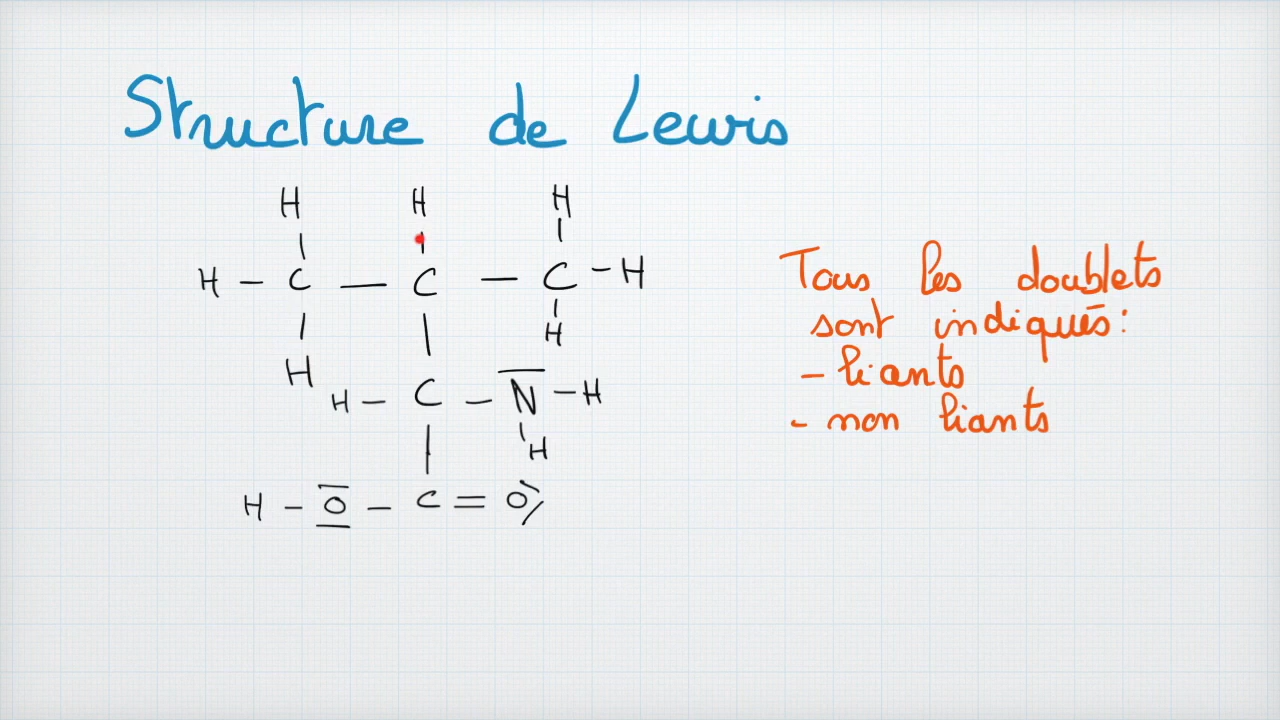 Structure de Lewis
H H H
H - C - C - C - H
H H
H - C - N - H
H
H - O - C = O
Tous les doublets
sont indiqués :
- liants
- non liants